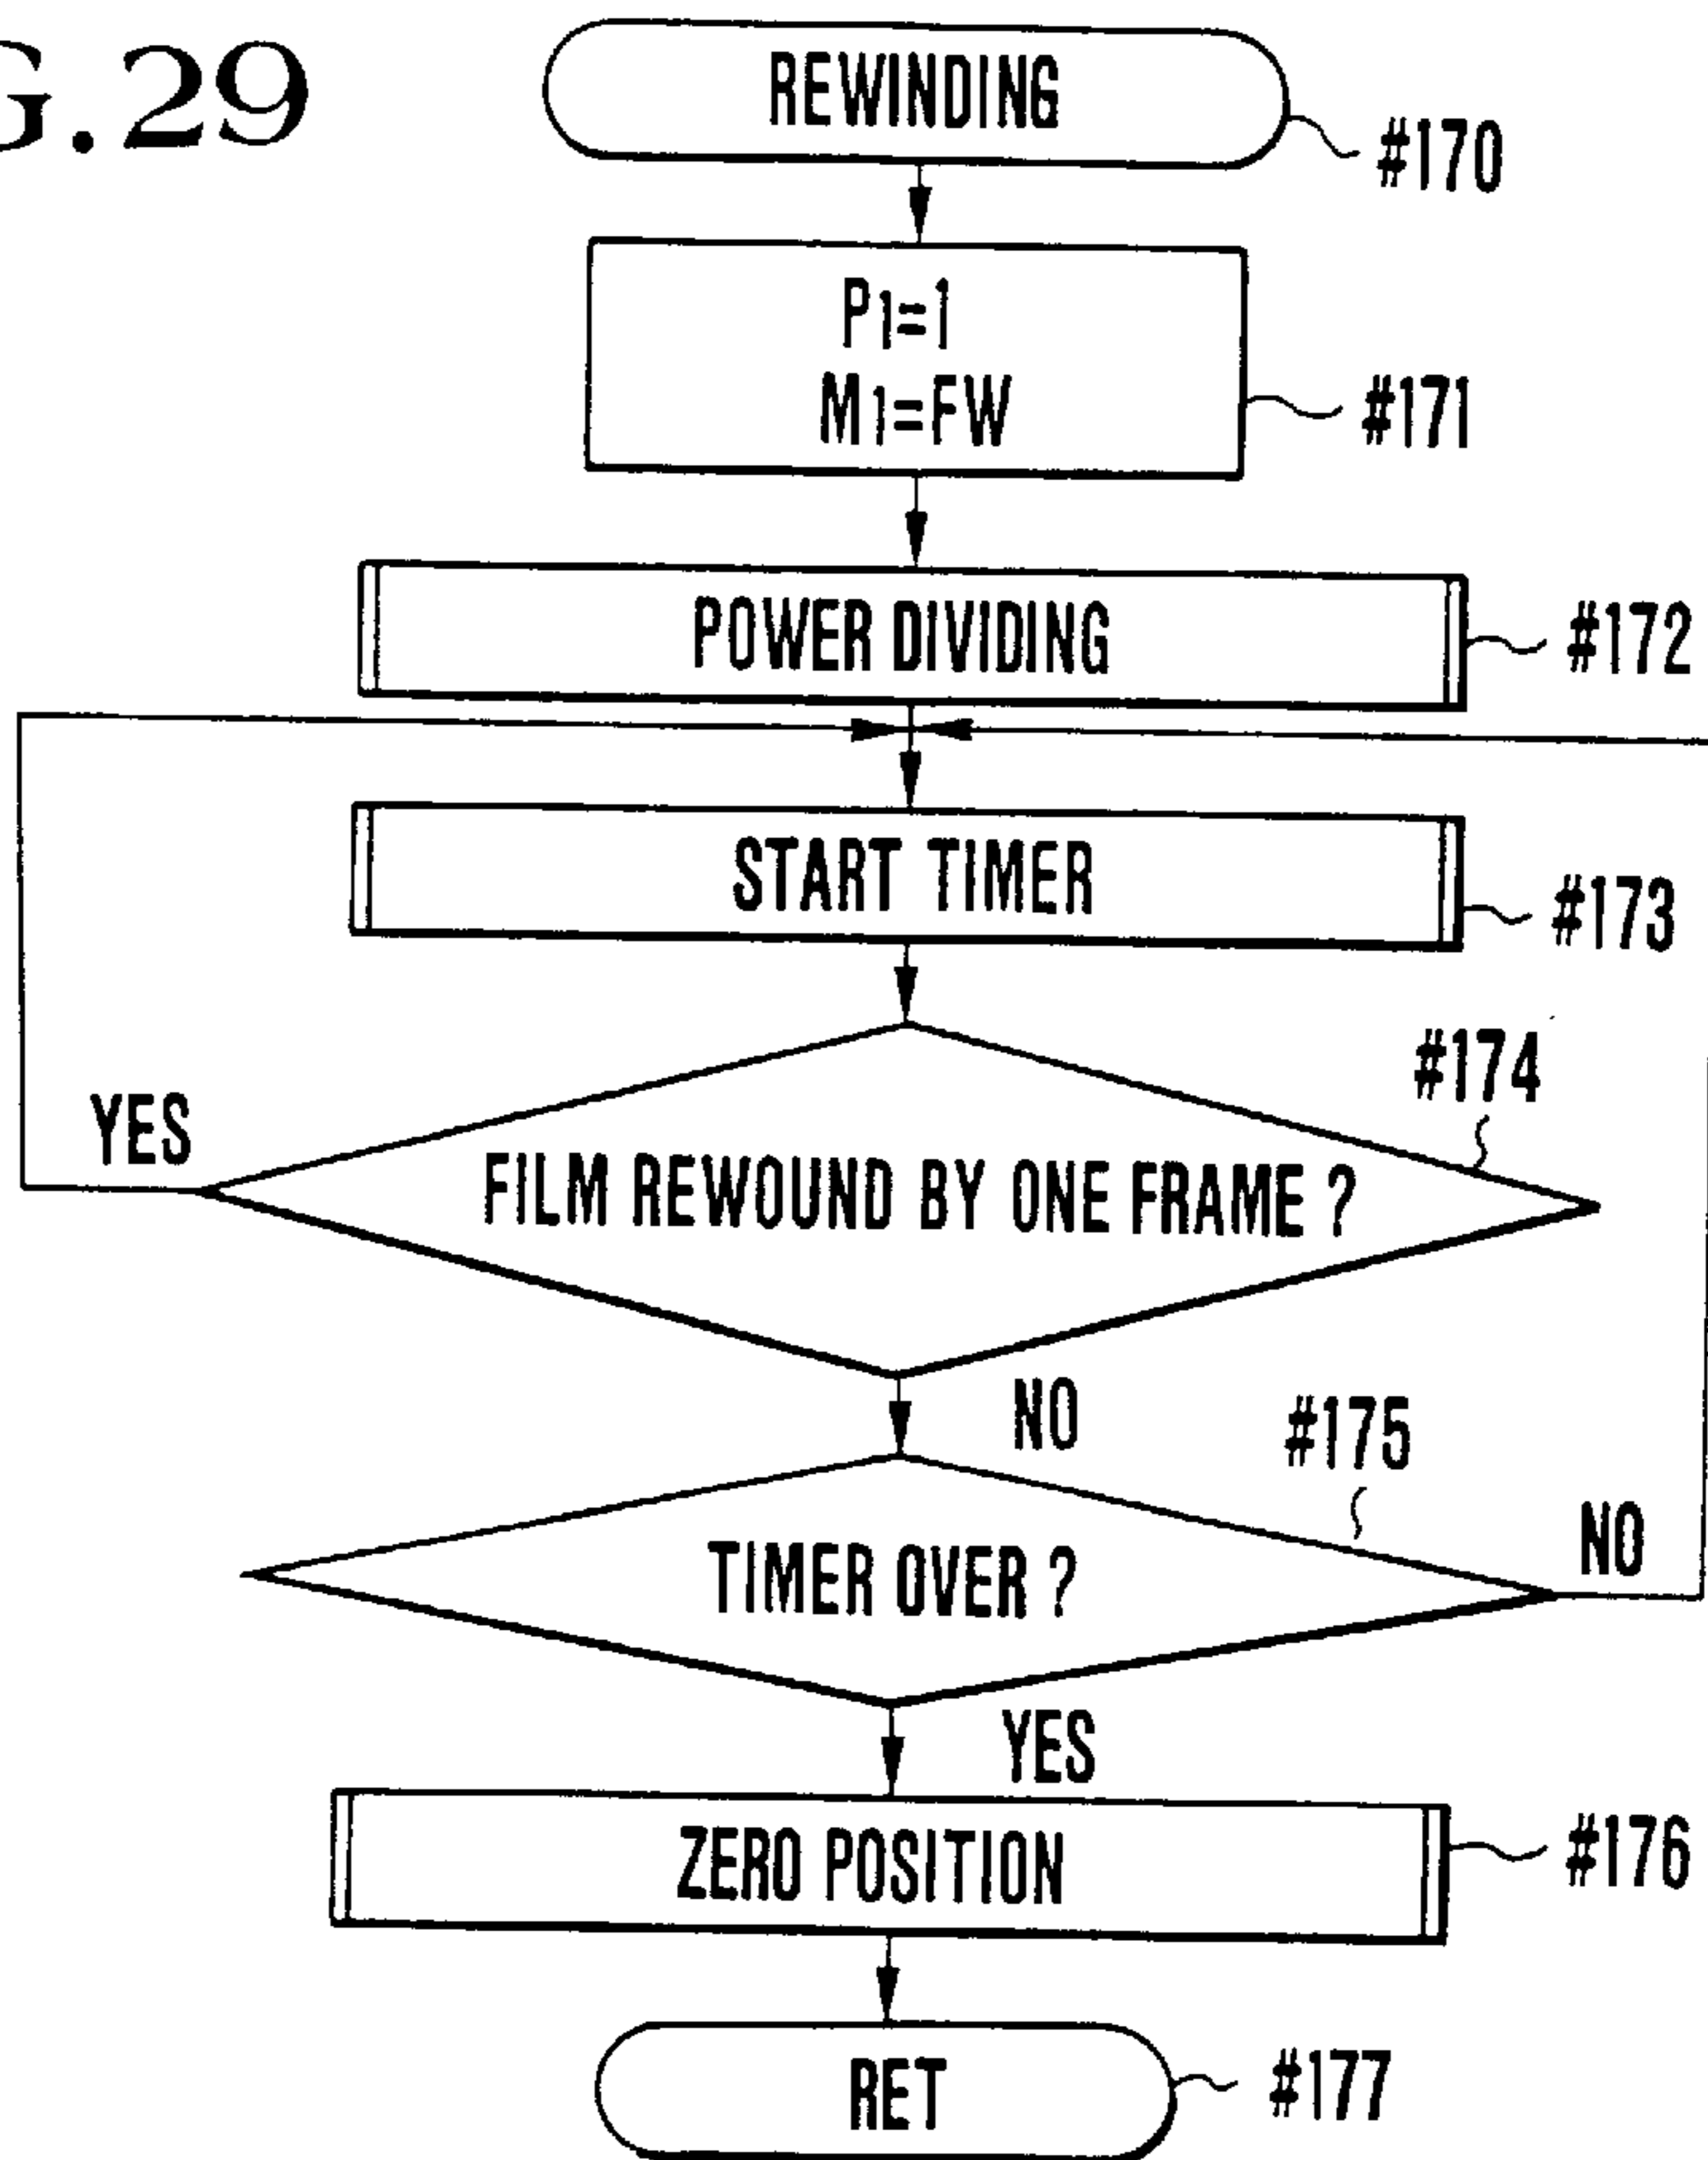 G.29
REWINDING
#170
P1=1
M1=FW
#171
POWER DIVIDING
#172
START TIMER
#173
#174
YES
FILM REWOUND BY ONE FRAME ?
NO
#175
NO
TIMER OVER ?
YES
ZERO POSITION
#176
RET
#177